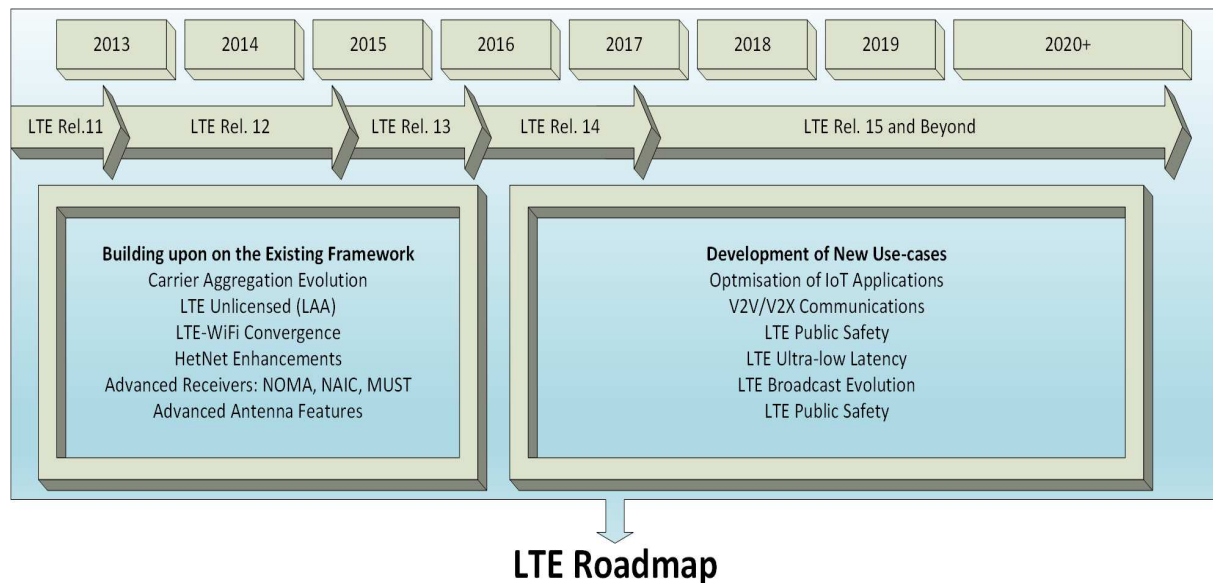 2013 2014 2015 2016 2017 2018 2019 2020+
LTE Rel.11 LTE Rel. 12 LTE Rel. 13 LTE Rel. 14 LTE Rel. 15 and Beyond
Building upon on the Existing Framework
Carrier Aggregation Evolution
LTE Unlicensed (LAA)
LTE-WiFi Convergence
HetNet Enhancements
Advanced Receivers: NOMA, NAIC, MUST
Advanced Antenna Features
Development of New Use-cases
Optmisation of IoT Applications
V2V/V2X Communications
LTE Public Safety
LTE Ultra-low Latency
LTE Broadcast Evolution
LTE Public Safety
LTE Roadmap